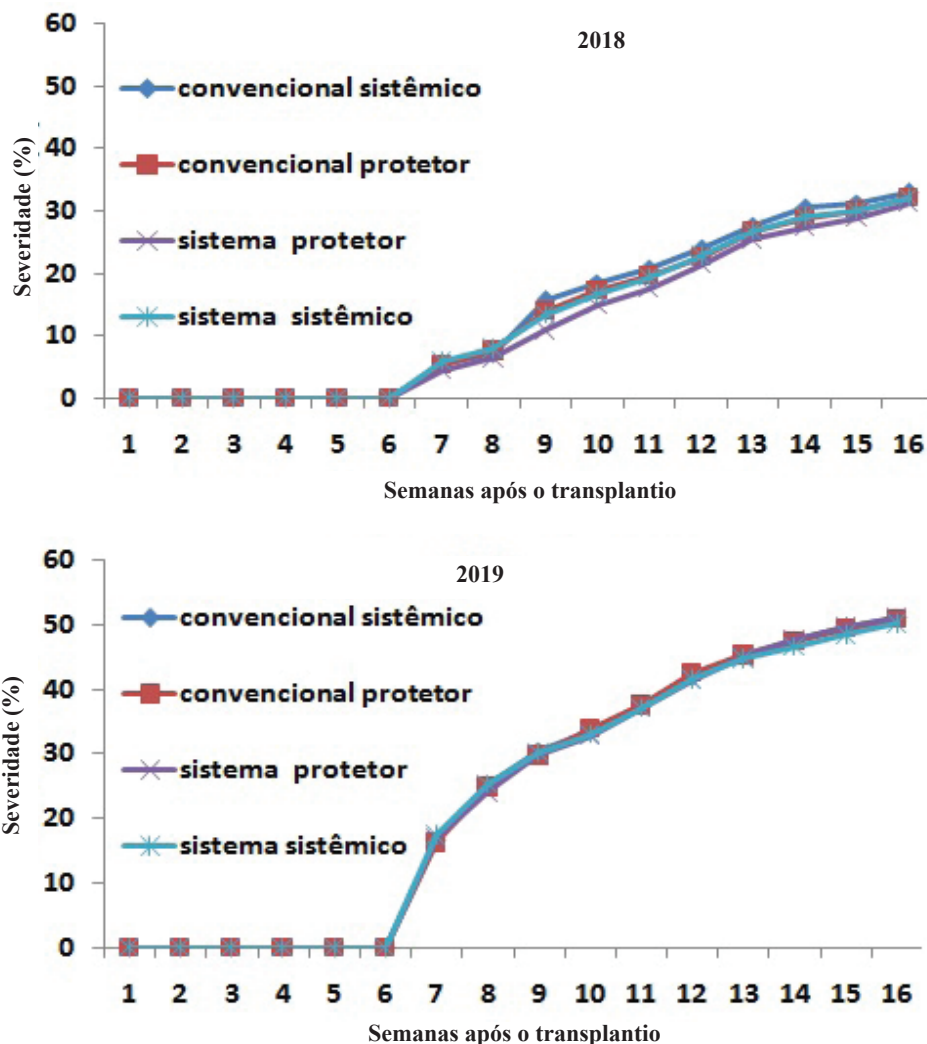 60
2018
50
convencional sistêmico
40
convencional protetor
30
sistema protetor
20
sistema sistêmico
10
0
Severidade (%)
1 2 3 4 5 6 7 8 9 10 11 12 13 14 15 16
Semanas após o transplantio
60
2019
50
convencional sistêmico
40
convencional protetor
30
sistema protetor
20
sistema sistêmico
10
0
Severidade (%)
1 2 3 4 5 6 7 8 9 10 11 12 13 14 15 16
Semanas após o transplantio